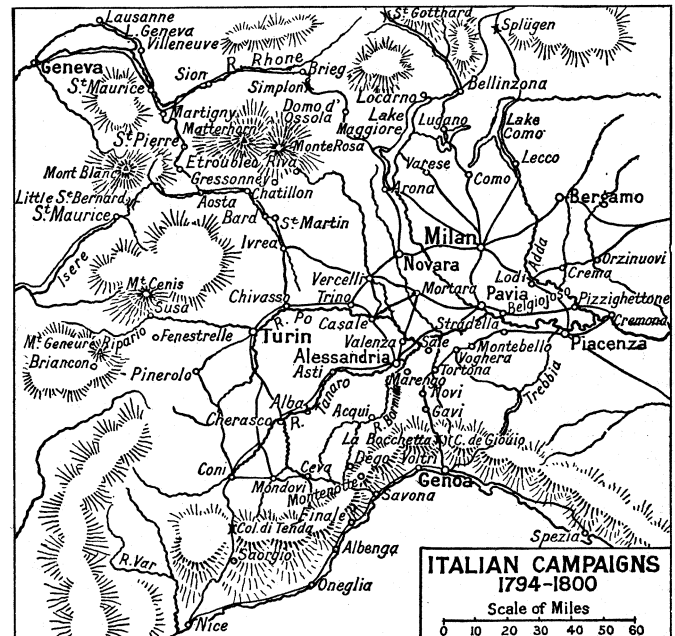 Lausanne
L. Geneva
Villeneuve
Geneva
St Maurice
Sion
R. Rhone
Brieg
Simplon
St Gotthard
Splügen
Martigny
Matterhorn
Domo d'
Ossola
Locarno
Lake
Maggiore
Bellinzona
Lugano
Lake
Como
St Pierre
Etroubles
Riva
Monte Rosa
Mont Blanc
Gressonney
Chatillon
Varese
Como
Lecco
Arona
Little St Bernard
St Maurice
Aosta
Bard
St Martin
Bergamo
Isere
Ivrea
Milan
Adda
Novara
Orzinuovi
Mt Cenis
Susa
Vercelli
Lodi
Crema
Chivasso
Trino
Mortara
Pavia
Belgiojoso
Pizzighettone
R. Po
Casale
Cremona
Mt Geneure
Ripario
Fenestrelle
Turin
Valenza
Sale
Stradella
Briancon
Alessandria
Montebello
Piacenza
Voghera
Pinerolo
Asti
Marengo
Tortona
Trebbia
Alba
Tanaro
R.
Novi
Cherasco
Acqui
R. Bormida
Gavi
La Bocchetta
C. de Giouio
Coni
Ceva
Dego
Voltri
Mondovi
Montenotte
Genoa
Savona
Col di Tenda
Finale
Spezia
R. Var
Saorgio
Albenga
Oneglia
Nice
ITALIAN CAMPAIGNS
1794-1800
Scale of Miles
0 10 20 30 40 50 60